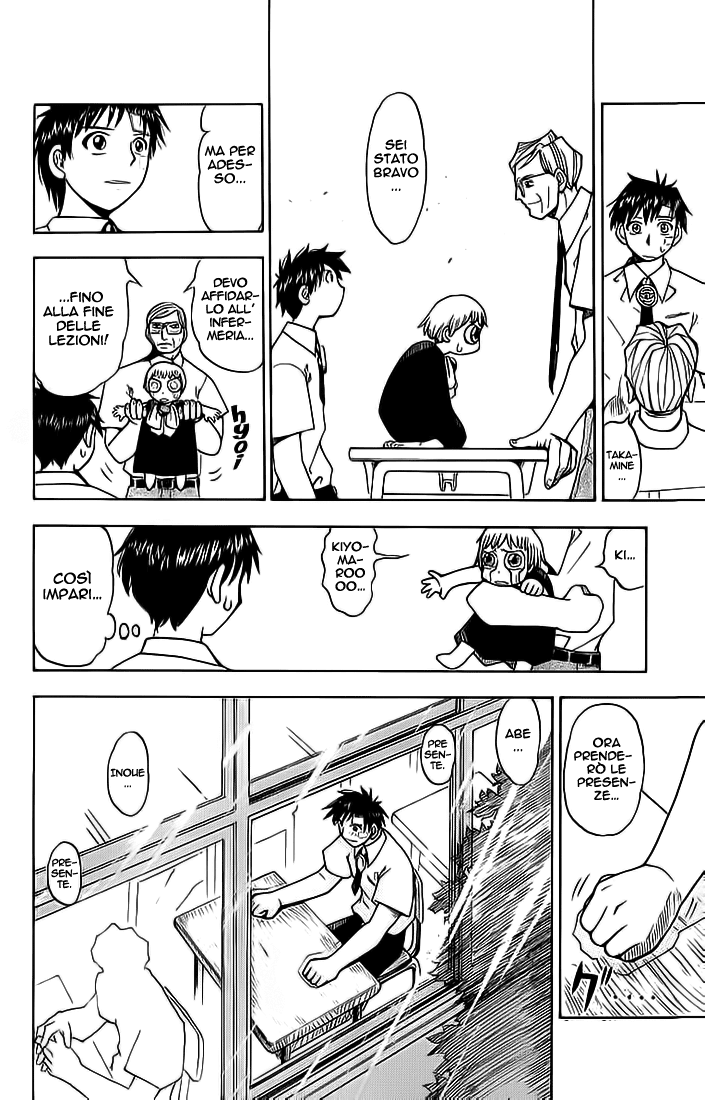 TAKA-
MINE
...
SEI
STATO
BRAVO
...
MA PER
ADES-
SO...
DEVO
AFFIDAR-
LO ALL'
INFER-
MERIA...
...FINO
ALLA FINE
DELLE
LEZIONI!
hyoi
KI...
KIYO-
MA-
ROO
OO...
COSÌ
IMPARI...
ORA
PRENDE-
RÒ LE
PRESEN-
ZE...
グ....
ABE
...
PRE
SEN-
TE.
INOUE
...
PRE-
SEN-
TE.